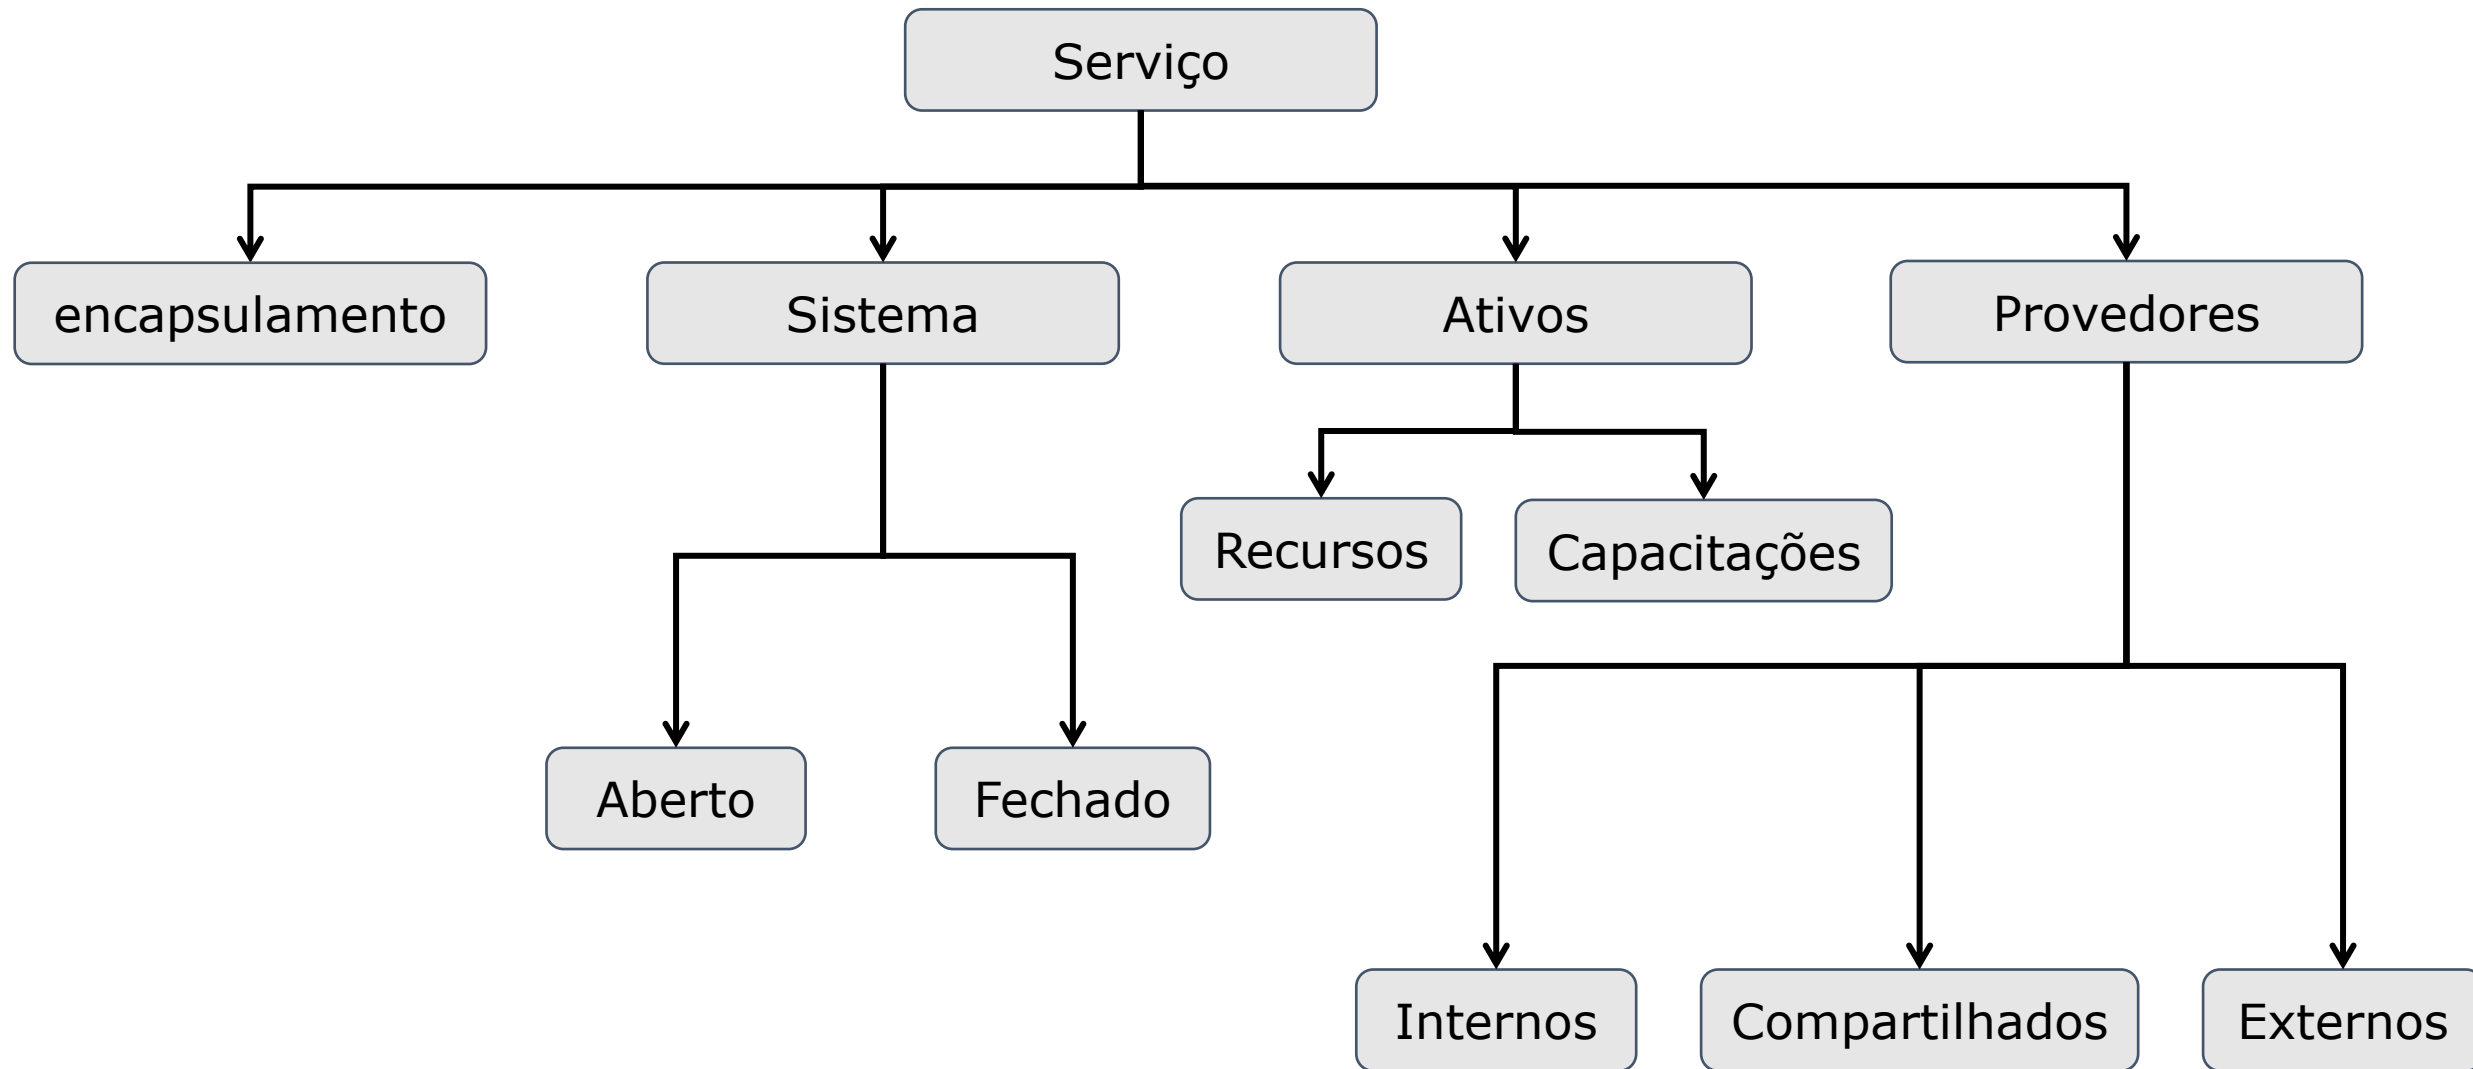 Serviço
encapsulamento
Sistema
Ativos
Provedores
Recursos
Capacitações
Aberto
Fechado
Internos
Compartilhados
Externos